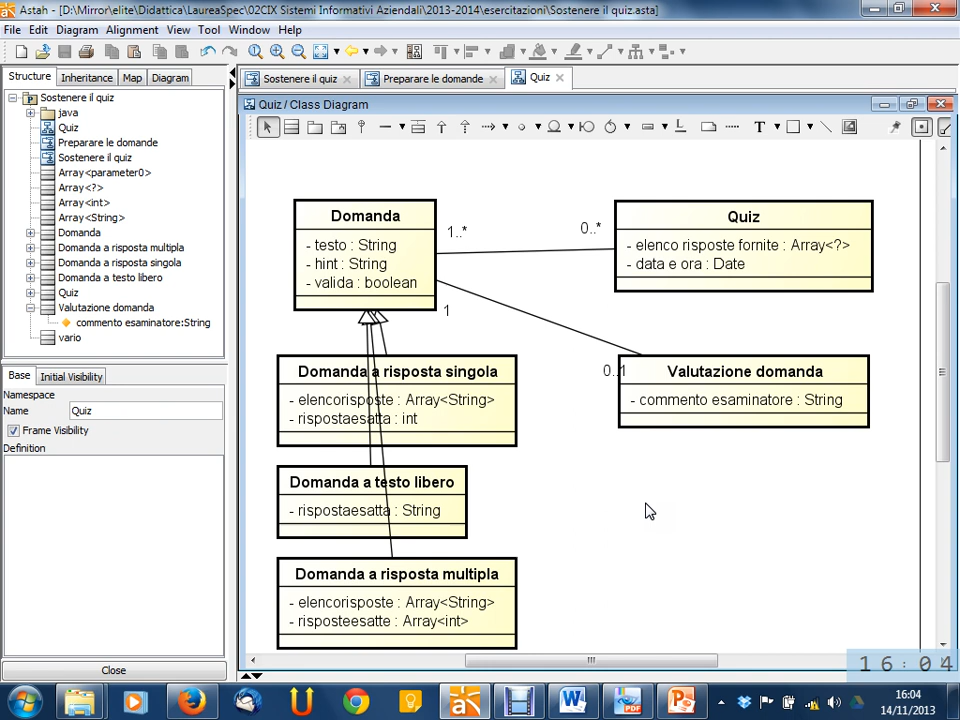 Astah - [D:\Mirror\elite\Didattica\LaureaSpec\02CIX Sistemi Informativi Aziendali\2013-2014\esercitazioni\Sostenere il quiz.asta]
File Edit Diagram Alignment View Tool Window Help
Structure Inheritance Map Diagram
Sostenere il quiz Preparare le domande Quiz
Sostenere il quiz
java
Quiz
Preparare le domande
Sostenere il quiz
Array<parameter0>
Array<?>
Array<int>
Array<String>
Domanda
Domanda a risposta multipla
Domanda a risposta singola
Domanda a testo libero
Quiz
Valutazione domanda
commento esaminatore:String
vario
Base Initial Visibility
Namespace
Name Quiz
Frame Visibility
Definition
Close
Quiz / Class Diagram
T
Domanda
- testo : String
- hint : String
- valida : boolean
1..*
0..*
Quiz
- elenco risposte fornite : Array<?>
- data e ora : Date
1
0..1
Valutazione domanda
- commento esaminatore : String
Domanda a risposta singola
- elencorisposte : Array<String>
- rispostaesatta : int
Domanda a testo libero
- rispostaesatta : String
Domanda a risposta multipla
- elencorisposte : Array<String>
- risposteesatte : Array<int>
16:04
16:04
14/11/2013